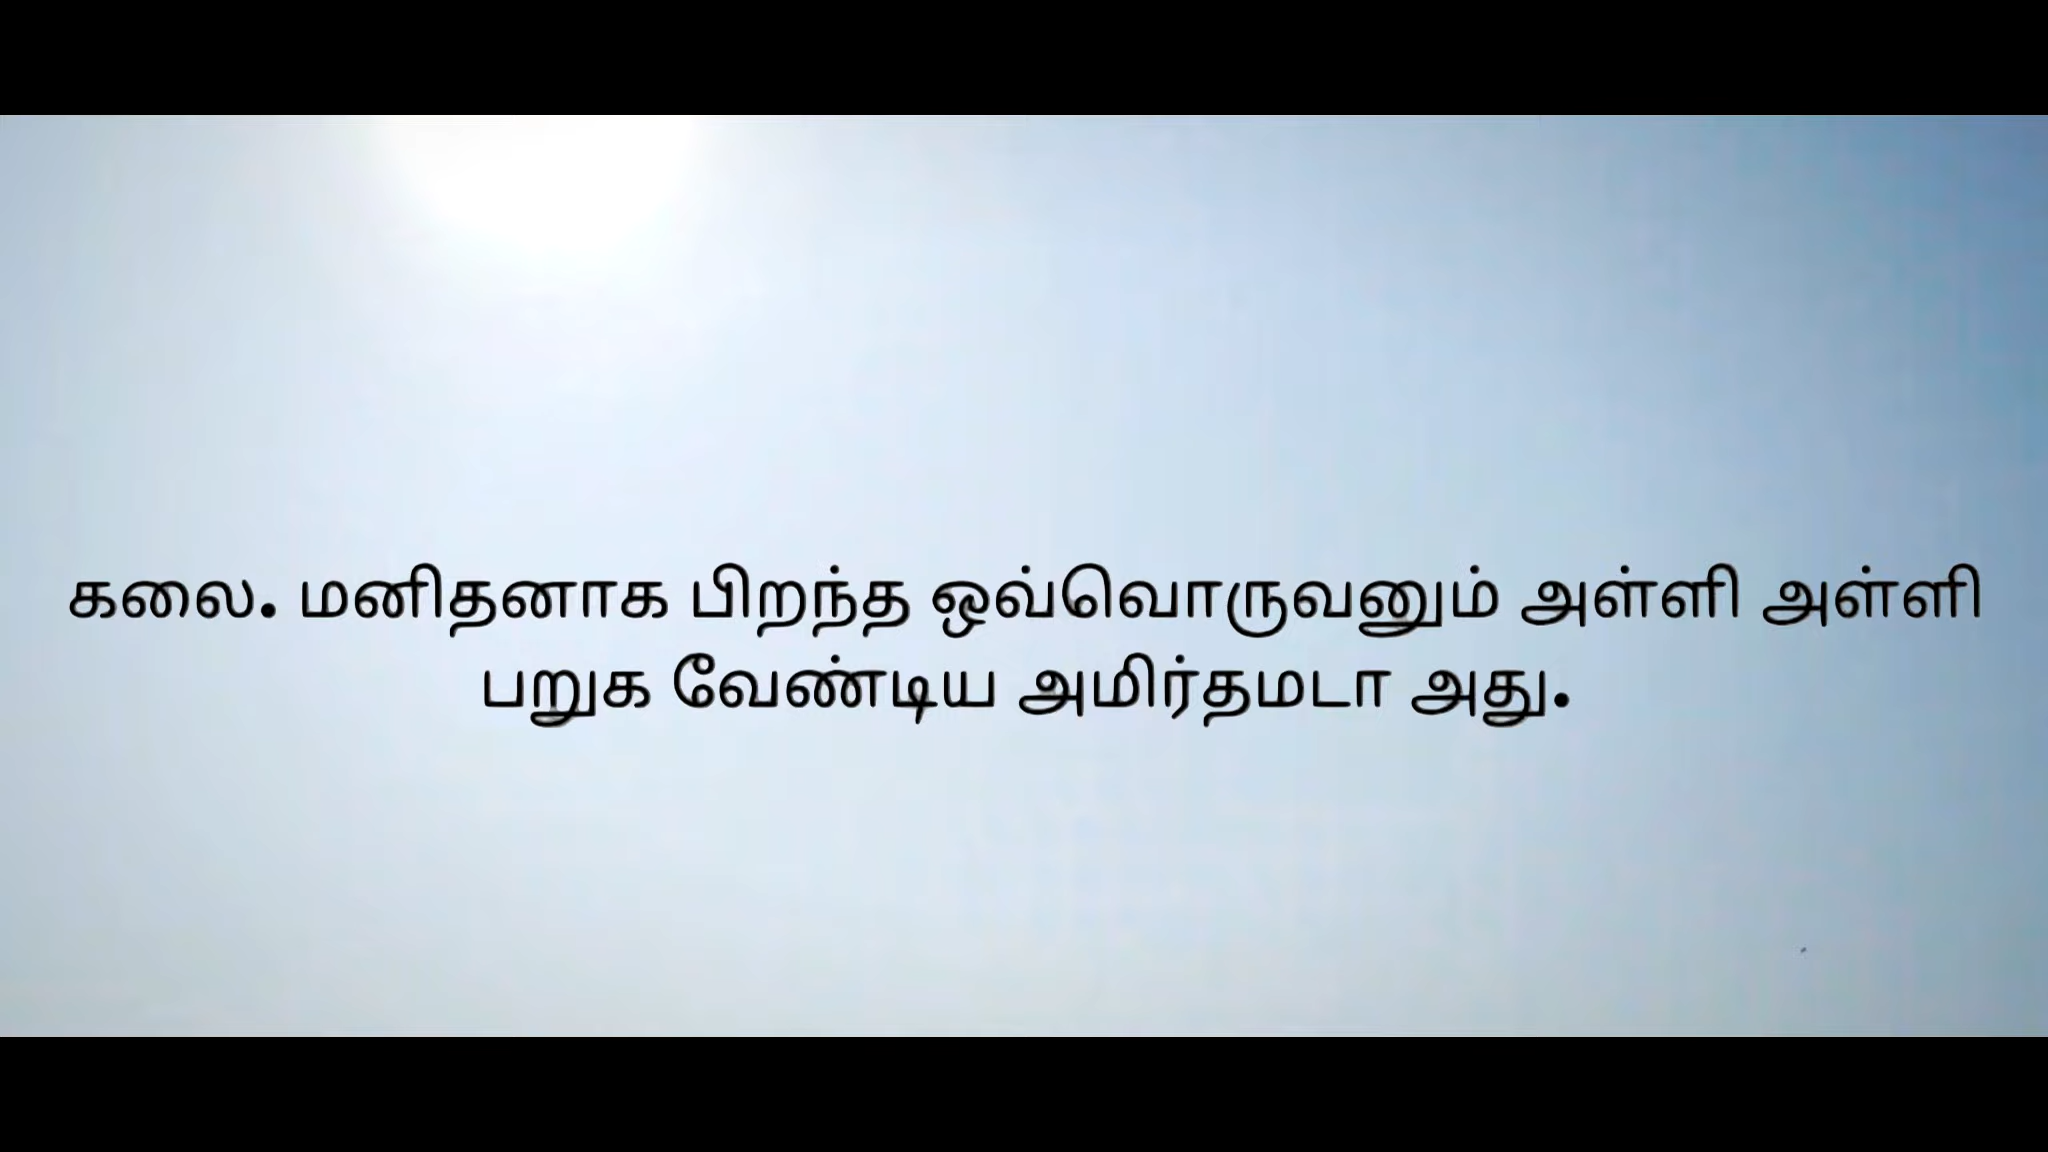 கலை. மனிதனாக பிறந்த ஒவ்வொருவனும் அள்ளி அள்ளி
பறுக வேண்டிய அமிர்தமடா அது.